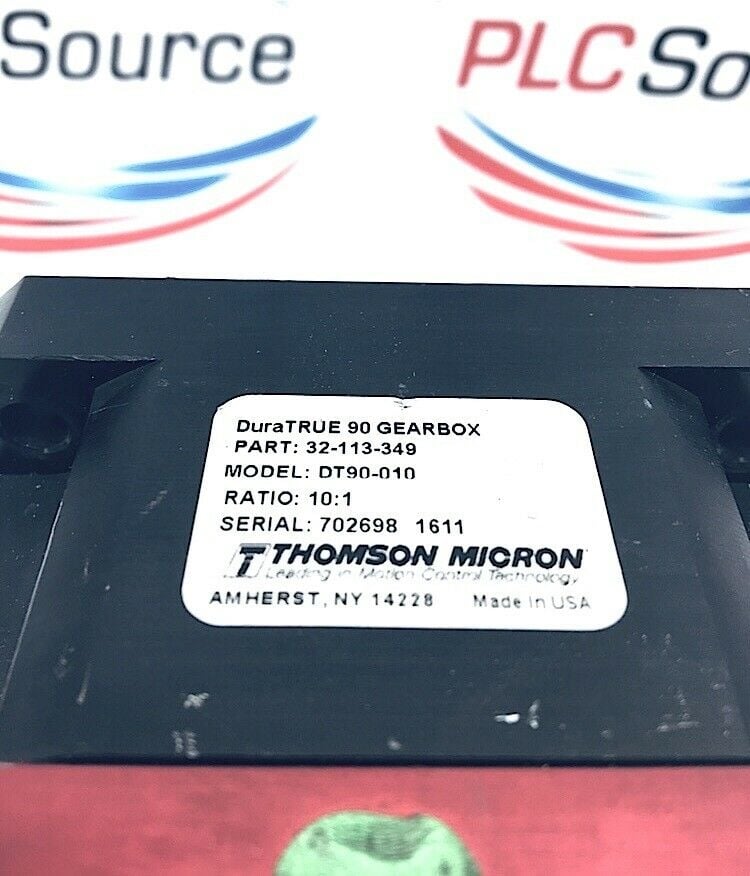 Source
PLC So
DuraTRUE 90 GEARBOX
PART: 32-113-349
MODEL: DT90-010
RATIO: 10:1
SERIAL: 702698 1611
THOMSON MICRON
Leading in Motion Control Technology
AMHERST, NY 14228 Made In USA